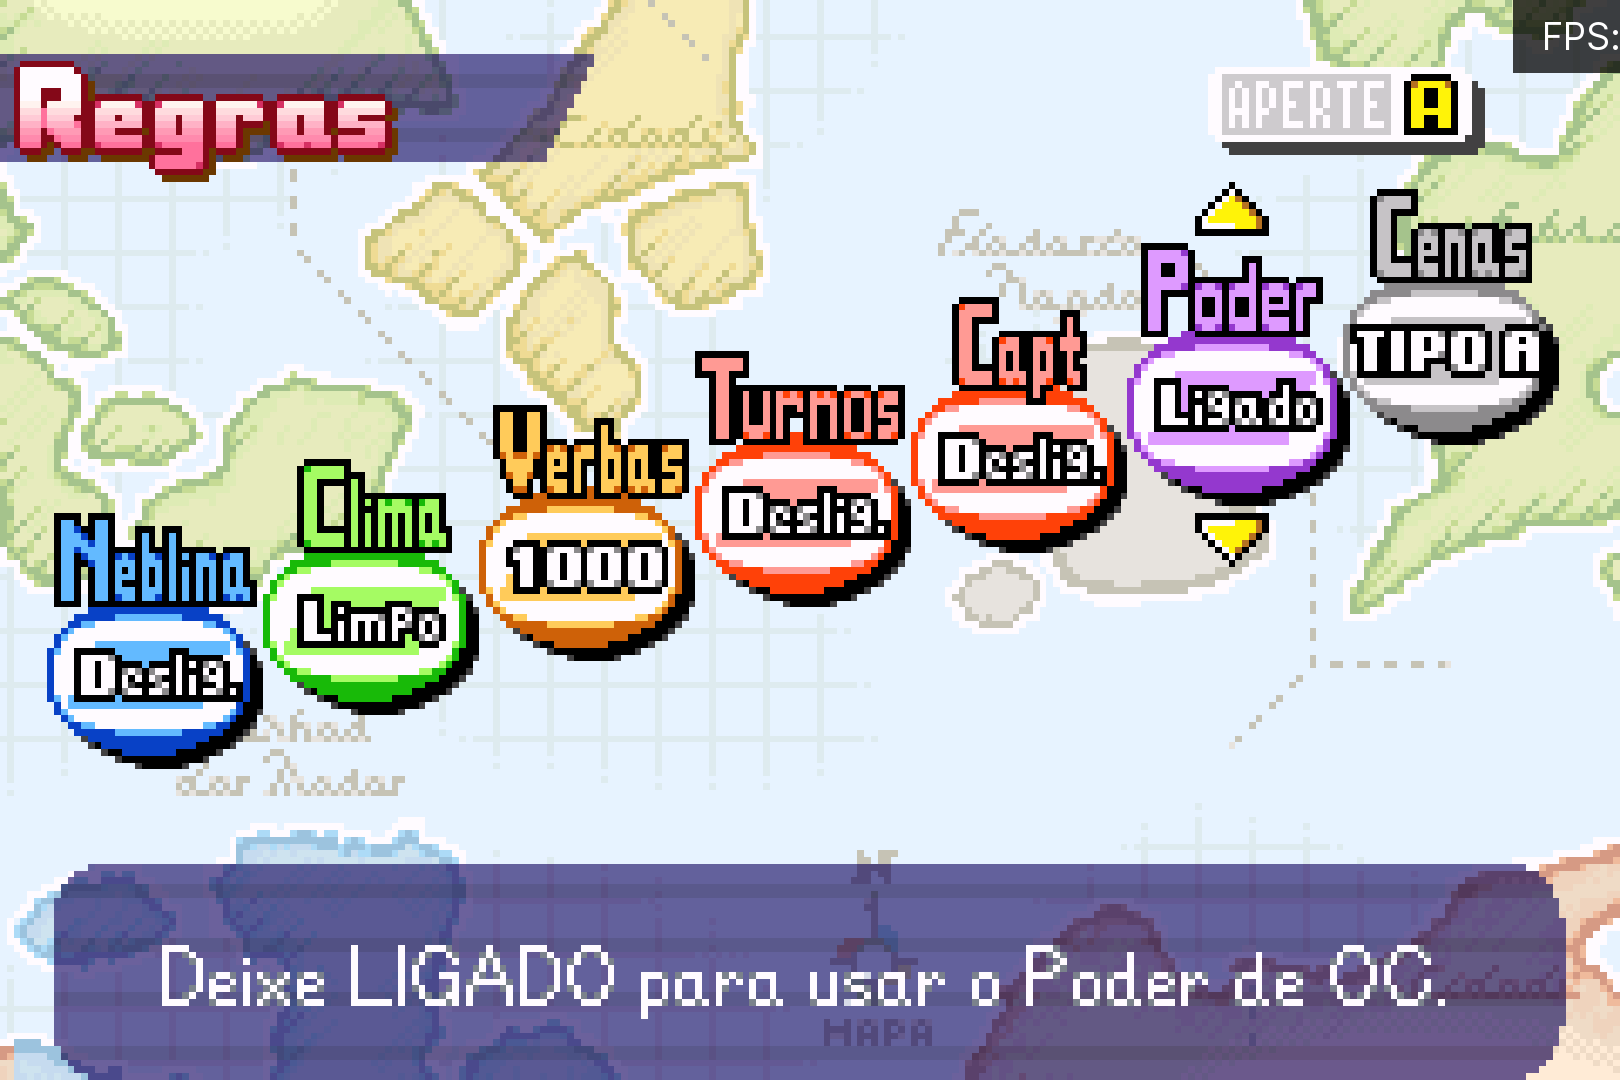 FPS:
Regras
APERTE A
Neblina
Deslig.
Clima
Limpo
Verbas
1000
Turnos
Deslig.
Capt
Deslig.
Poder
Ligado
Cenas
TIPO A
N
MAPA
Deixe LIGADO para usar o Poder de OC.